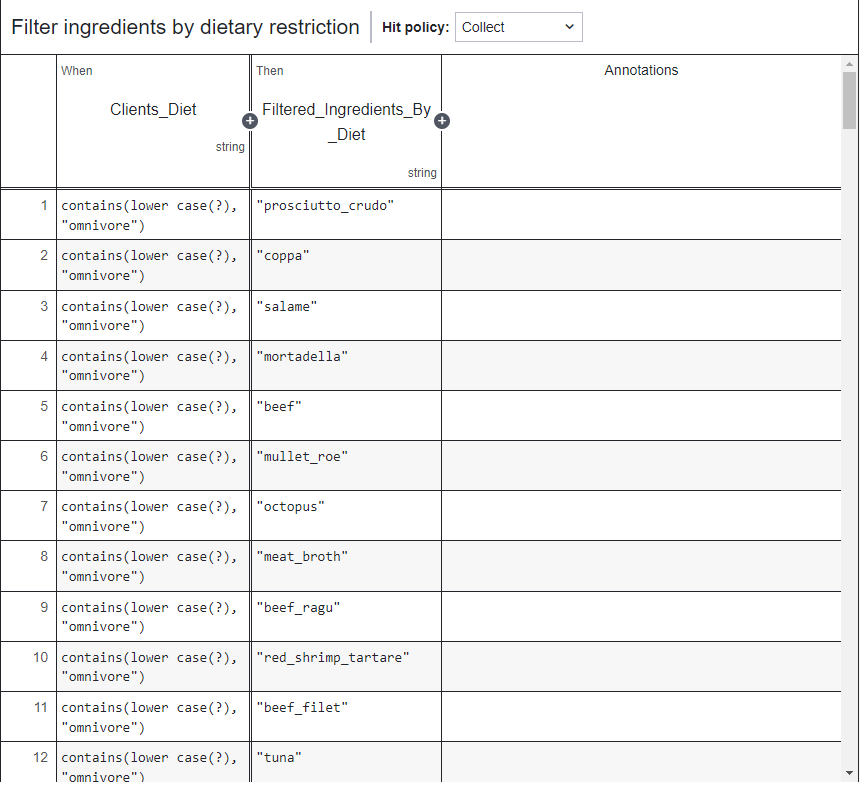 Filter ingredients by dietary restriction Hit policy: Collect
When Then Annotations
Clients_Diet Filtered_Ingredients_By
_Diet
string
string
1 contains(lower case(?), "prosciutto_crudo"
"omnivore")
2 contains(lower case(?), "coppa"
"omnivore")
3 contains(lower case(?), "salame"
"omnivore")
4 contains(lower case(?), "mortadella"
"omnivore")
5 contains(lower case(?), "beef"
"omnivore")
6 contains(lower case(?), "mullet_roe"
"omnivore")
7 contains(lower case(?), "octopus"
"omnivore")
8 contains(lower case(?), "meat_broth"
"omnivore")
9 contains(lower case(?), "beef_ragu"
"omnivore")
10 contains(lower case(?), "red_shrimp_tartare"
"omnivore")
11 contains(lower case(?), "beef_filet"
"omnivore")
12 contains(lower case(?), "tuna"
"omnivore")